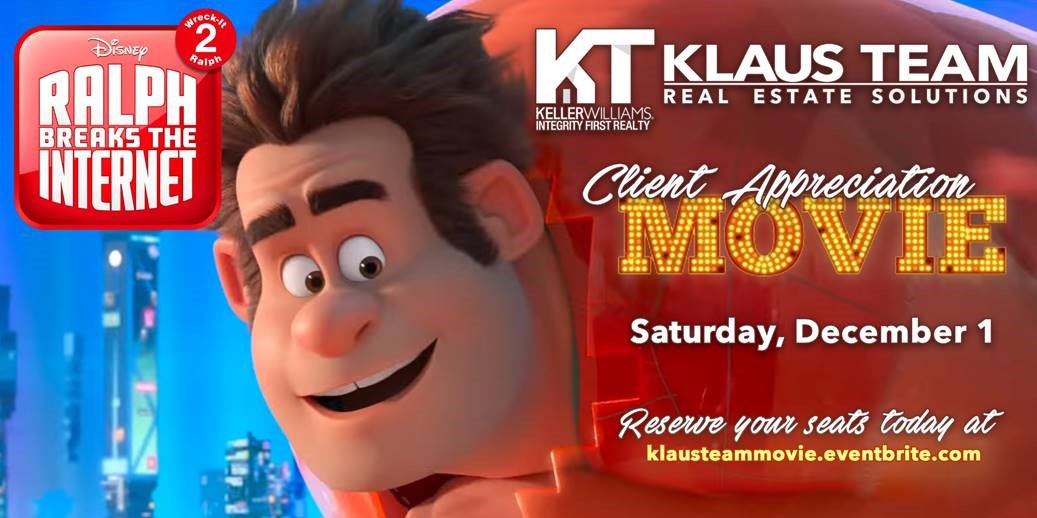 Wreck-It
2
Ralph
Disney
RALPH
BREAKS THE
INTERNET
KT
KELLERWILLIAMS.
INTEGRITY FIRST REALTY
KLAUS TEAM
REAL ESTATE SOLUTIONS
Client Appreciation
MOVIE
Saturday, December 1
Reserve your seats today at
klausteammovie.eventbrite.com